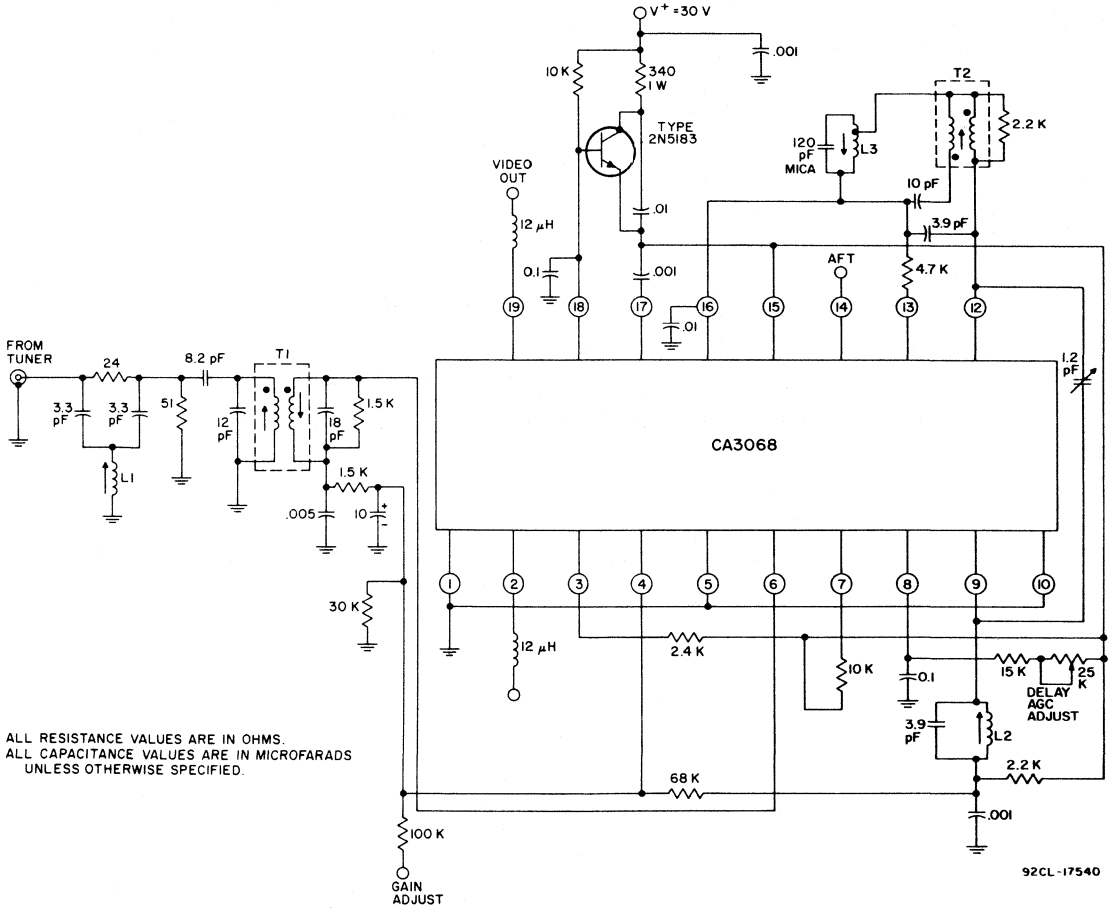 V+ = 30 V
.001
10 K
340
1 W
T2
TYPE
2N5183
2.2 K
120
pF
MICA
L3
VIDEO
OUT
10 pF
.01
12 µH
3.9 pF
AFT
0.1
.001
4.7 K
19
18
17
16
15
14
13
12
.01
FROM
TUNER
24
8.2 pF
T1
1.2
pF
3.3
pF
3.3
pF
51
12
pF
18
pF
1.5 K
CA3068
L1
1.5 K
.005
10
+
-
1
2
3
4
5
6
7
8
9
10
30 K
12 µH
2.4 K
10 K
0.1
15 K
25
K
DELAY
AGC
ADJUST
3.9
pF
L2
ALL RESISTANCE VALUES ARE IN OHMS.
ALL CAPACITANCE VALUES ARE IN MICROFARADS
UNLESS OTHERWISE SPECIFIED.
68 K
2.2 K
.001
100 K
GAIN
ADJUST
92CL-17540